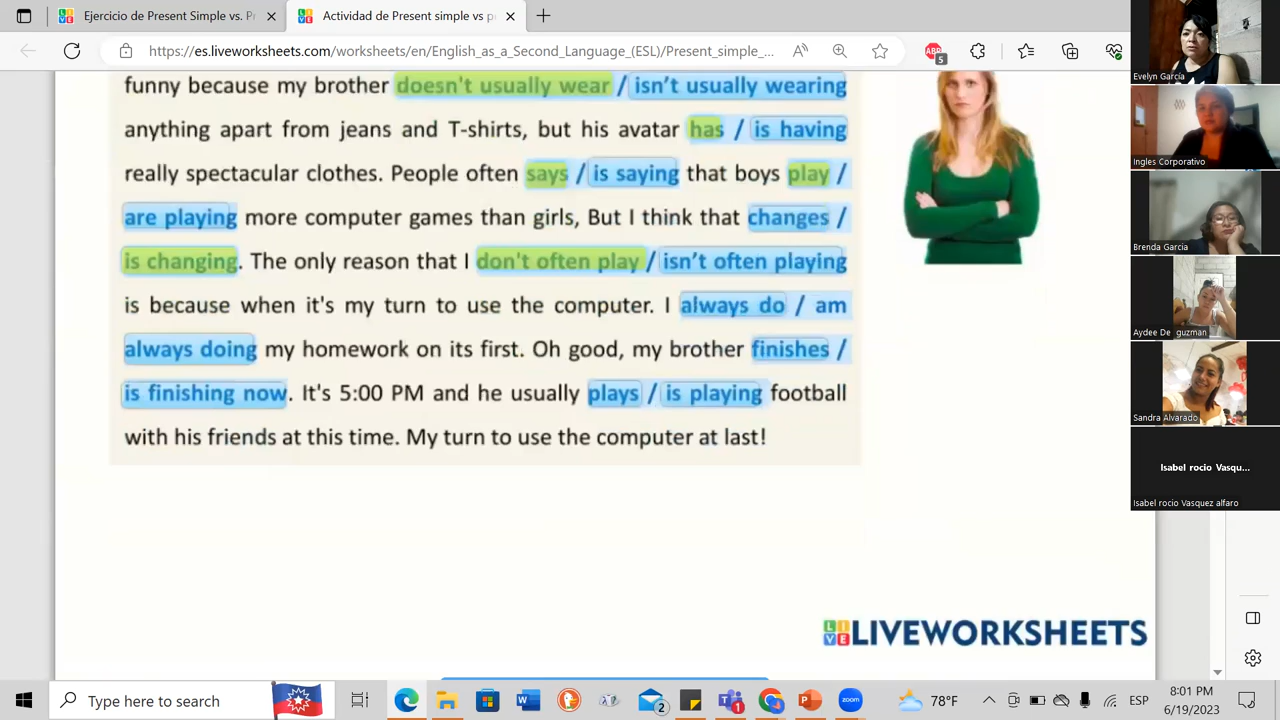 Ejercicio de Present Simple vs. P
Actividad de Present simple vs p
https://es.liveworksheets.com/worksheets/en/English_as_a_Second_Language_(ESL)/Present_simple_...
ABP
5
funny because my brother doesn't usually wear / isn't usually wearing
anything apart from jeans and T-shirts, but his avatar has / is having
really spectacular clothes. People often says / is saying that boys play /
are playing more computer games than girls, But I think that changes /
is changing. The only reason that I don't often play / isn't often playing
is because when it's my turn to use the computer. I always do / am
always doing my homework on its first. Oh good, my brother finishes /
is finishing now. It's 5:00 PM and he usually plays / is playing football
with his friends at this time. My turn to use the computer at last!
LIVE LIVEWORKSHEETS
Evelyn García
Ingles Corporativo
Brenda Garcia
Aydee De guzman
Sandra Alvarado
Isabel rocio Vasqu...
Isabel rocio Vasquez alfaro
Type here to search
2
1
zoom
78°F
ESP
8:01 PM
6/19/2023